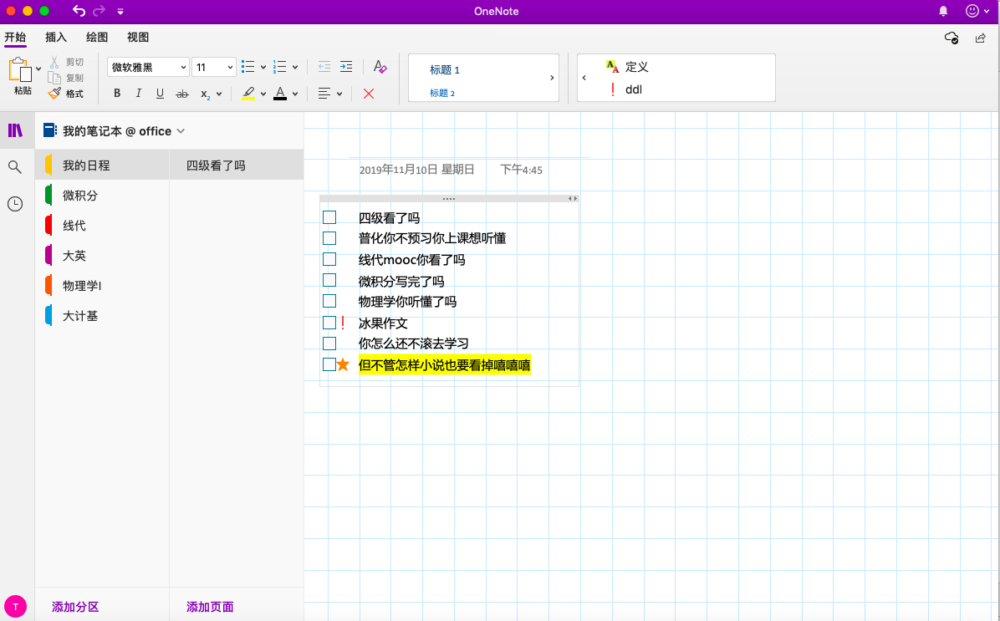 OneNote
开始 插入 绘图 视图
粘贴
剪切
复制
格式
微软雅黑 11
B I U ab x₂ A
标题 1
标题 2
定义
ddl
我的笔记本 @ office
我的日程
微积分
线代
大英
物理学I
大计基
四级看了吗
2019年11月10日 星期日 下午4:45
四级看了吗
普化你不预习你上课想听懂
线代mooc你看了吗
微积分写完了吗
物理学你听懂了吗
冰果作文
你怎么还不滚去学习
但不管怎样小说也要看掉嘻嘻嘻
T
添加分区
添加页面